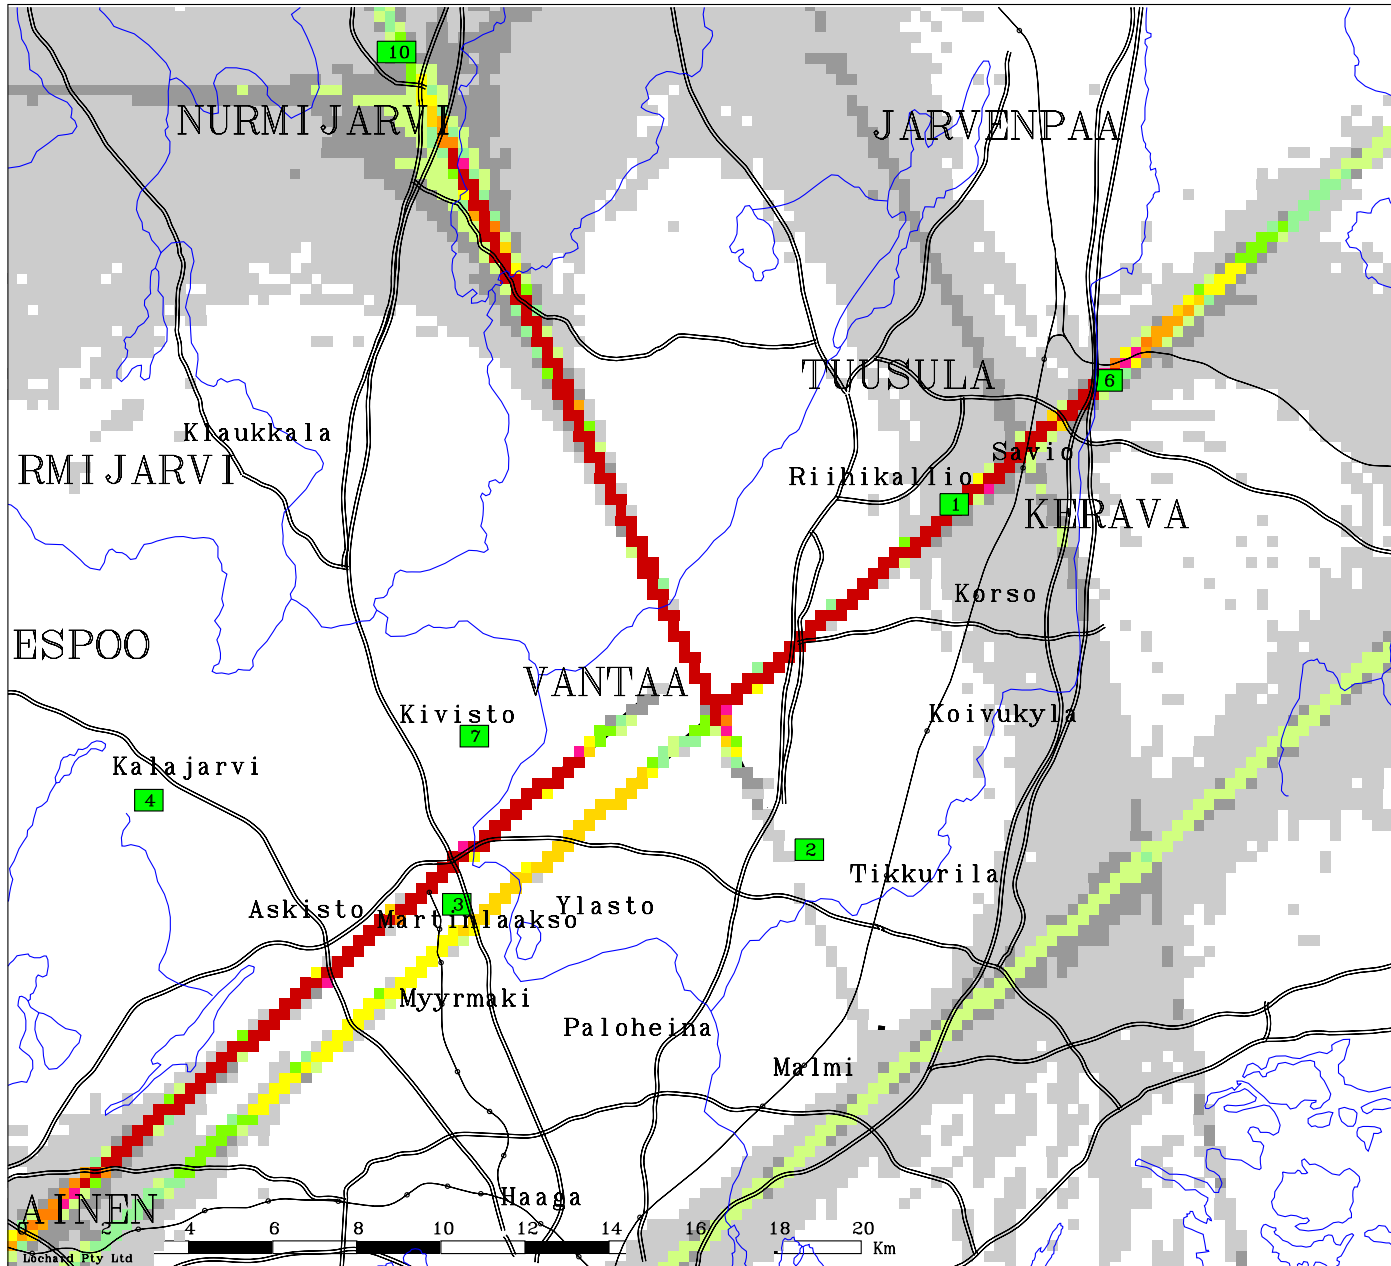 10
NURMIJARVI
JARVENPAA
TUUSULA
6
Klaukkala
RMIJARVI
Savio
Riihikallio
1
KERAVA
Korso
ESPOO
VANTAA
Kivisto
7
Koivukyla
Kalajarvi
4
2
Tikkurila
3
Askisto
Martinlaakso
Ylasto
Myyrmaki
Paloheina
Malmi
Haaga
AINEN
0 2 4 6 8 10 12 14 16 18 20
Km
Lochard Pty Ltd